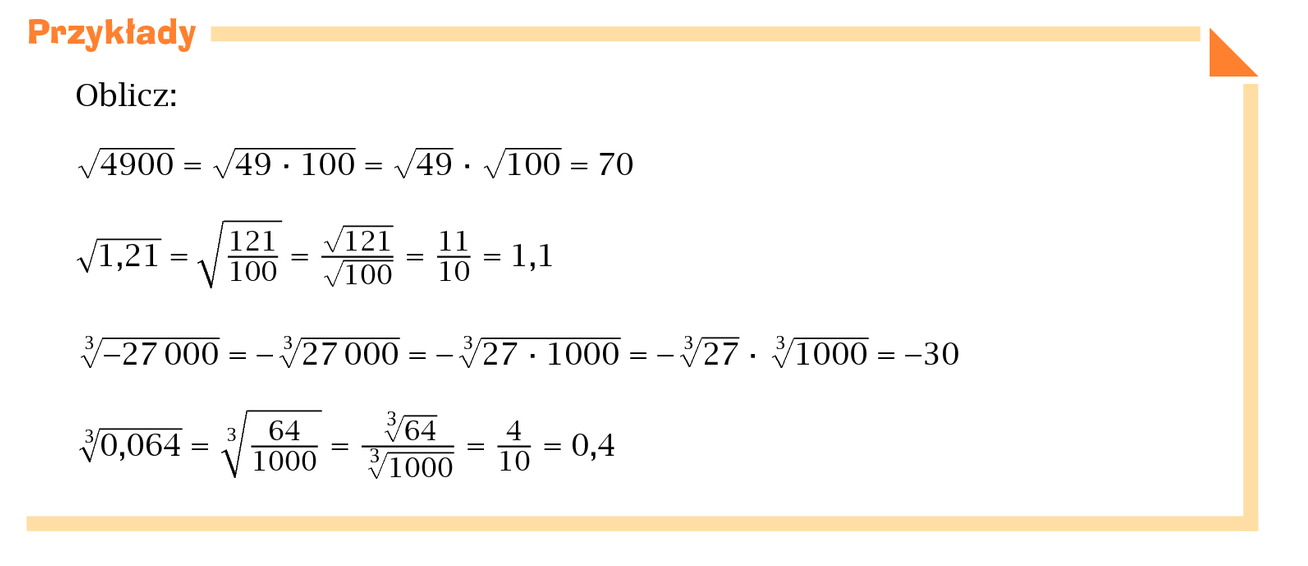 Przykłady
Oblicz:
√4900 = √49 · 100 = √49 · √100 = 70
√1,21 = √121/100 = √121/√100 = 11/10 = 1,1
∛–27 000 = –∛27 000 = –∛27 · 1000 = –∛27 · ∛1000 = –30
∛0,064 = ∛64/1000 = ∛64/∛1000 = 4/10 = 0,4